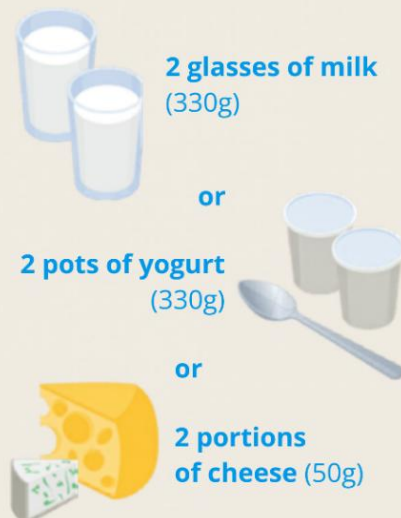 2 glasses of milk
(330g)
or
2 pots of yogurt
(330g)
or
2 portions
of cheese (50g)